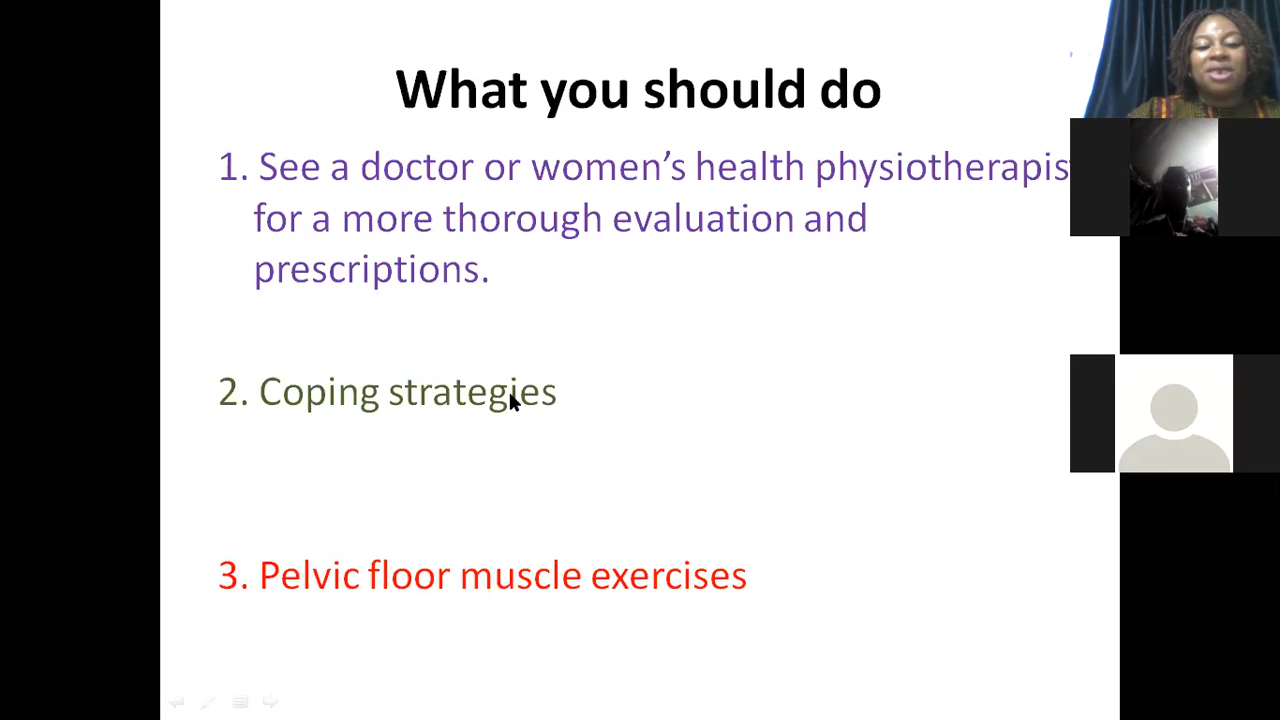 What you should do
1. See a doctor or women's health physiotherapis
for a more thorough evaluation and
prescriptions.
2. Coping strategies
3. Pelvic floor muscle exercises